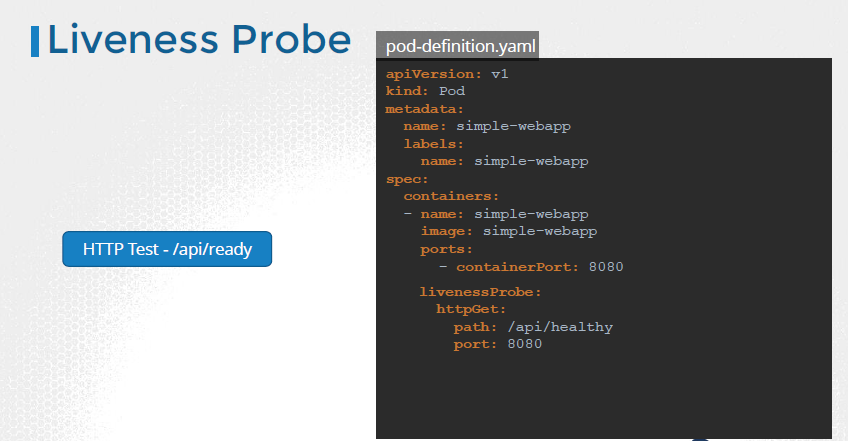 Liveness Probe
pod-definition.yaml
apiVersion: v1
kind: Pod
metadata:
  name: simple-webapp
  labels:
    name: simple-webapp
spec:
  containers:
  - name: simple-webapp
    image: simple-webapp
    ports:
      - containerPort: 8080
    livenessProbe:
      httpGet:
        path: /api/healthy
        port: 8080
HTTP Test - /api/ready